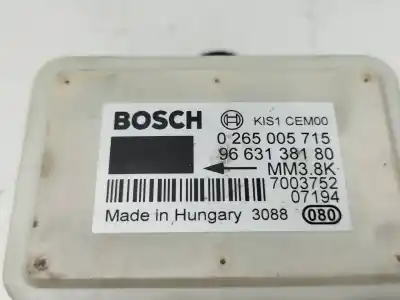 BOSCH KIS1 CEM00
0 265 005 715
96 631 381 80
MM3.8K
7003752
07194
Made in Hungary 3088 080